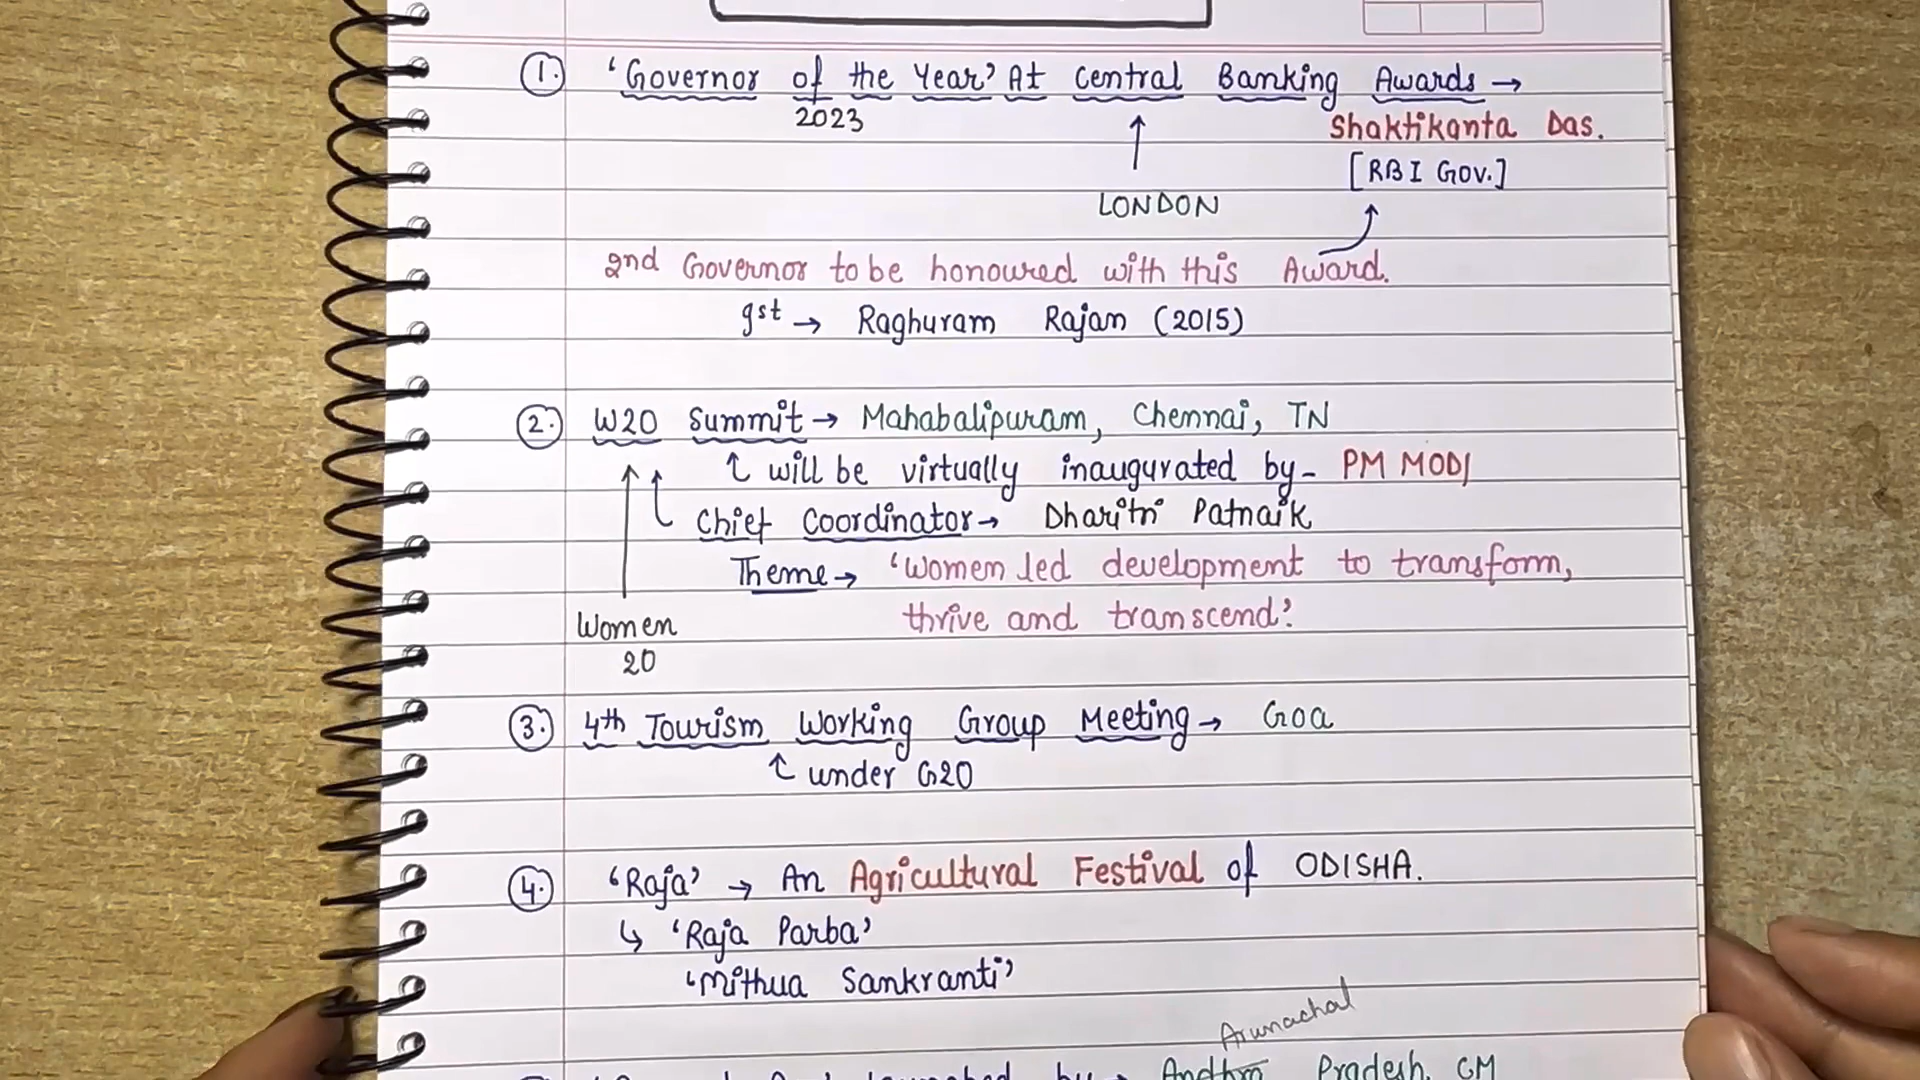 1. 'Governor of the Year' At Central Banking Awards →
2023
Shaktikanta Das.
[RBI Gov.]
LONDON
2nd Governor to be honoured with this Award.
1st → Raghuram Rajan (2015)
2. W20 Summit → Mahabalipuram, Chennai, TN
will be virtually inaugurated by - PM MODI
Chief Coordinator → Dharitri Patnaik
Theme → 'Women led development to transform,
thrive and transcend.'
Women
20
3. 4th Tourism Working Group Meeting → Goa
under G20
4. 'Raja' → An Agricultural Festival of ODISHA.
↳ 'Raja Parba'
'Mithua Sankranti'
Arunachal
launched by → Andhra Pradesh CM